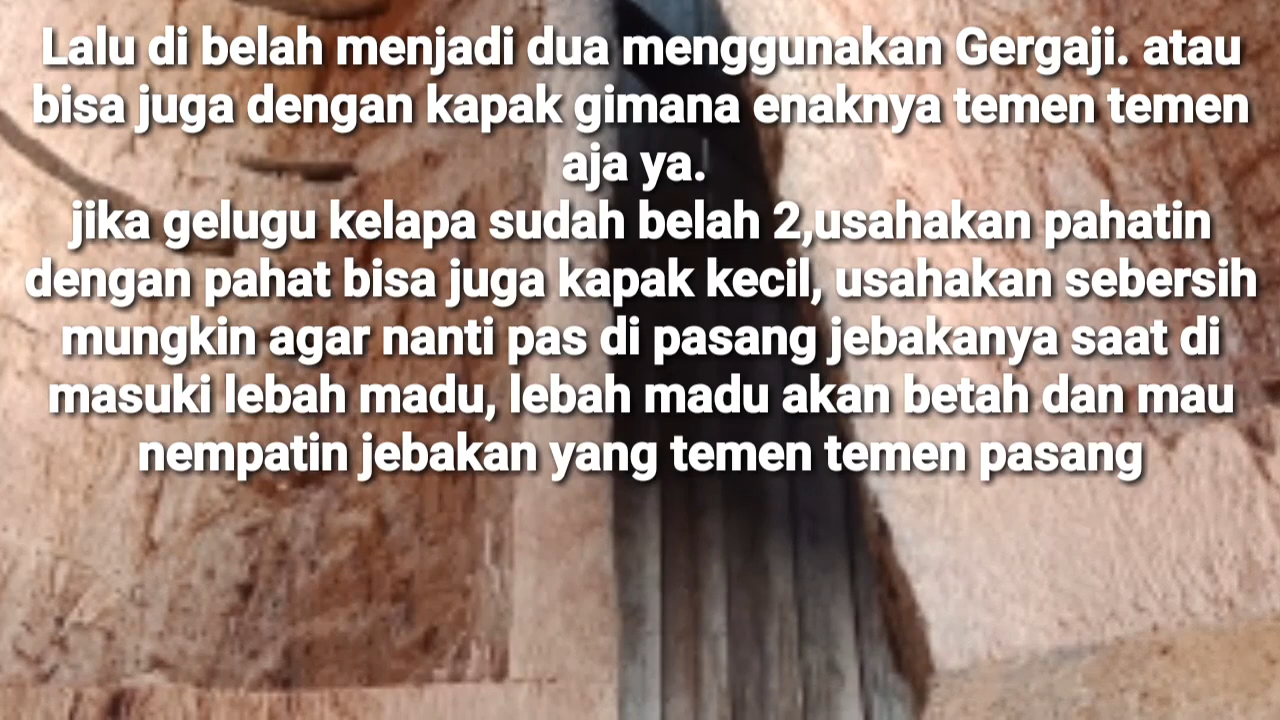 Lalu di belah menjadi dua menggunakan Gergaji. atau
bisa juga dengan kapak gimana enaknya temen temen
aja ya.
jika gelugu kelapa sudah belah 2,usahakan pahatin
dengan pahat bisa juga kapak kecil, usahakan sebersih
mungkin agar nanti pas di pasang jebakanya saat di
masuki lebah madu, lebah madu akan betah dan mau
nempatin jebakan yang temen temen pasang